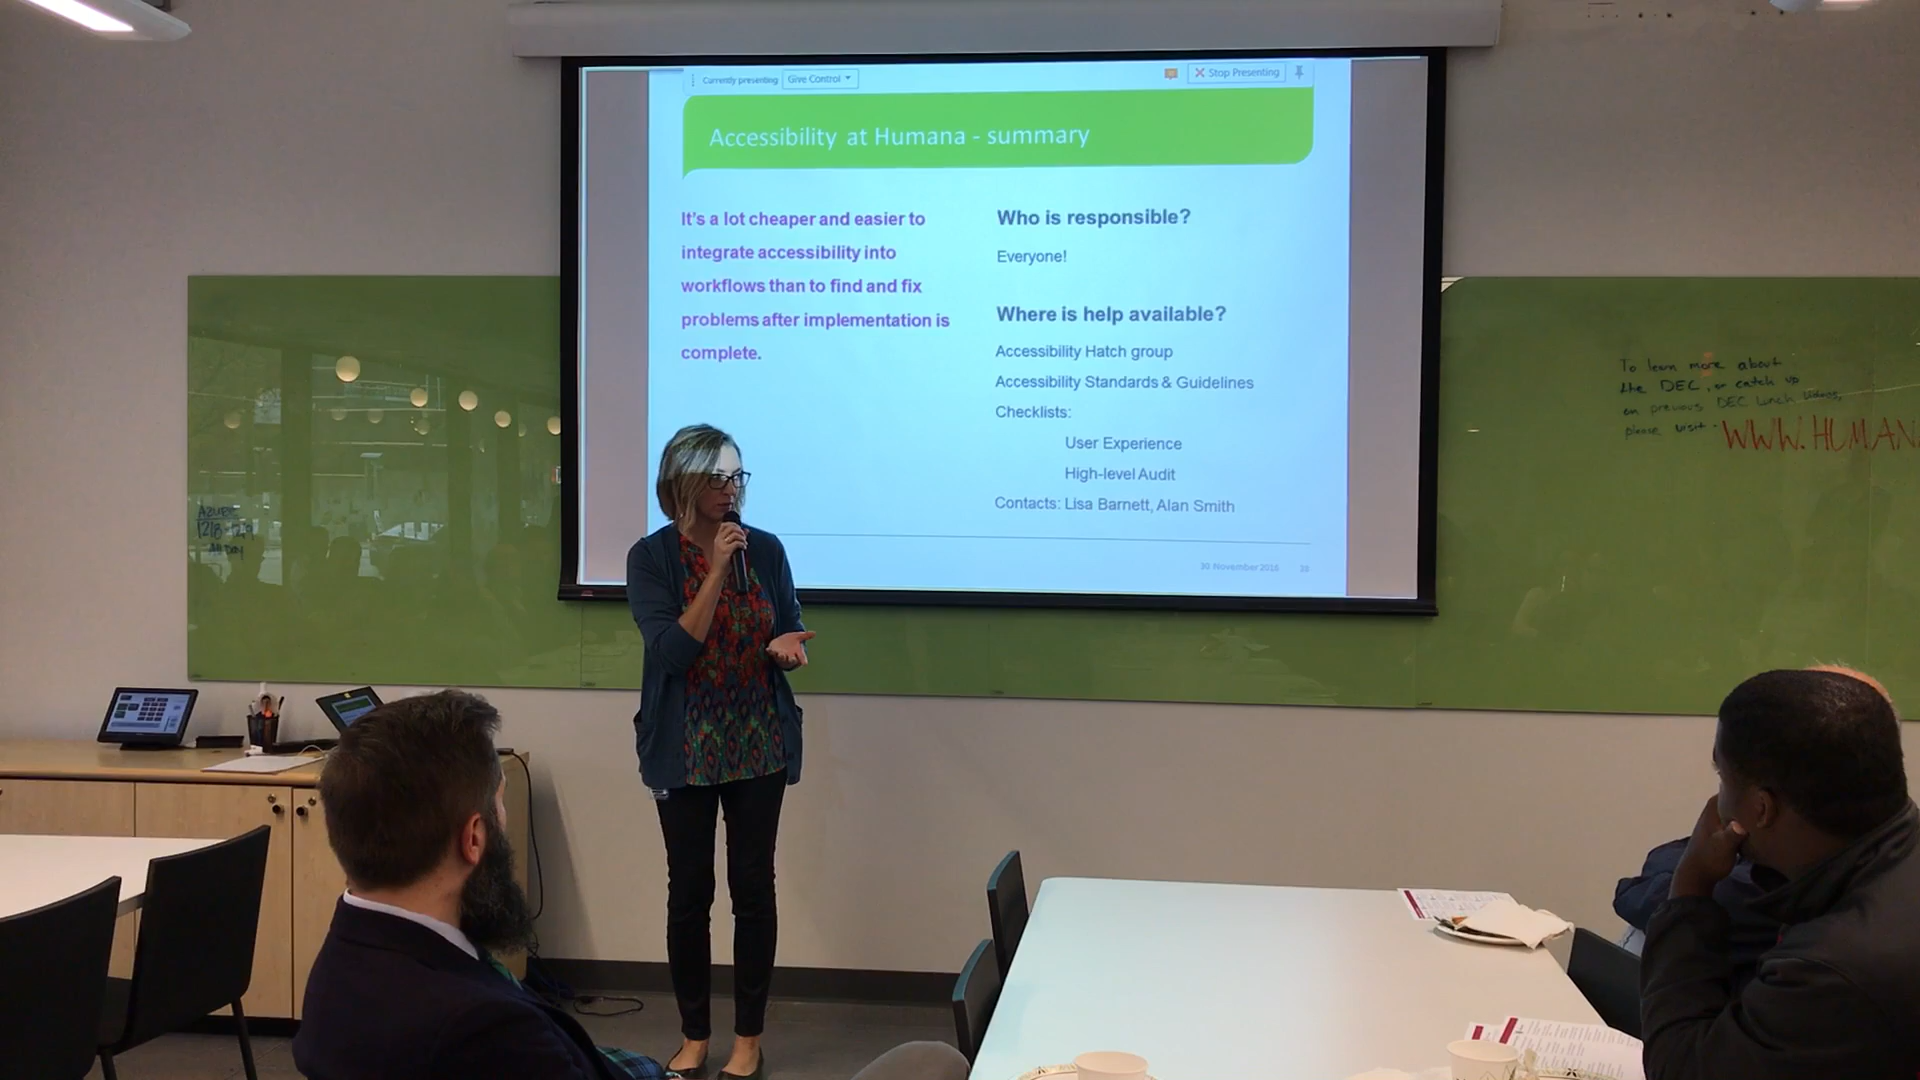 Currently presenting Give Control Stop Presenting
Accessibility at Humana - summary
It's a lot cheaper and easier to
integrate accessibility into
workflows than to find and fix
problems after implementation is
complete.
Who is responsible?
Everyone!
Where is help available?
Accessibility Hatch group
Accessibility Standards & Guidelines
Checklists:
User Experience
High-level Audit
Contacts: Lisa Barnett, Alan Smith
30 November 2016 38
To learn more about
the DEC, or catch up
on previous DEC lunch videos,
please visit -
WWW.HUMAN
AZURE